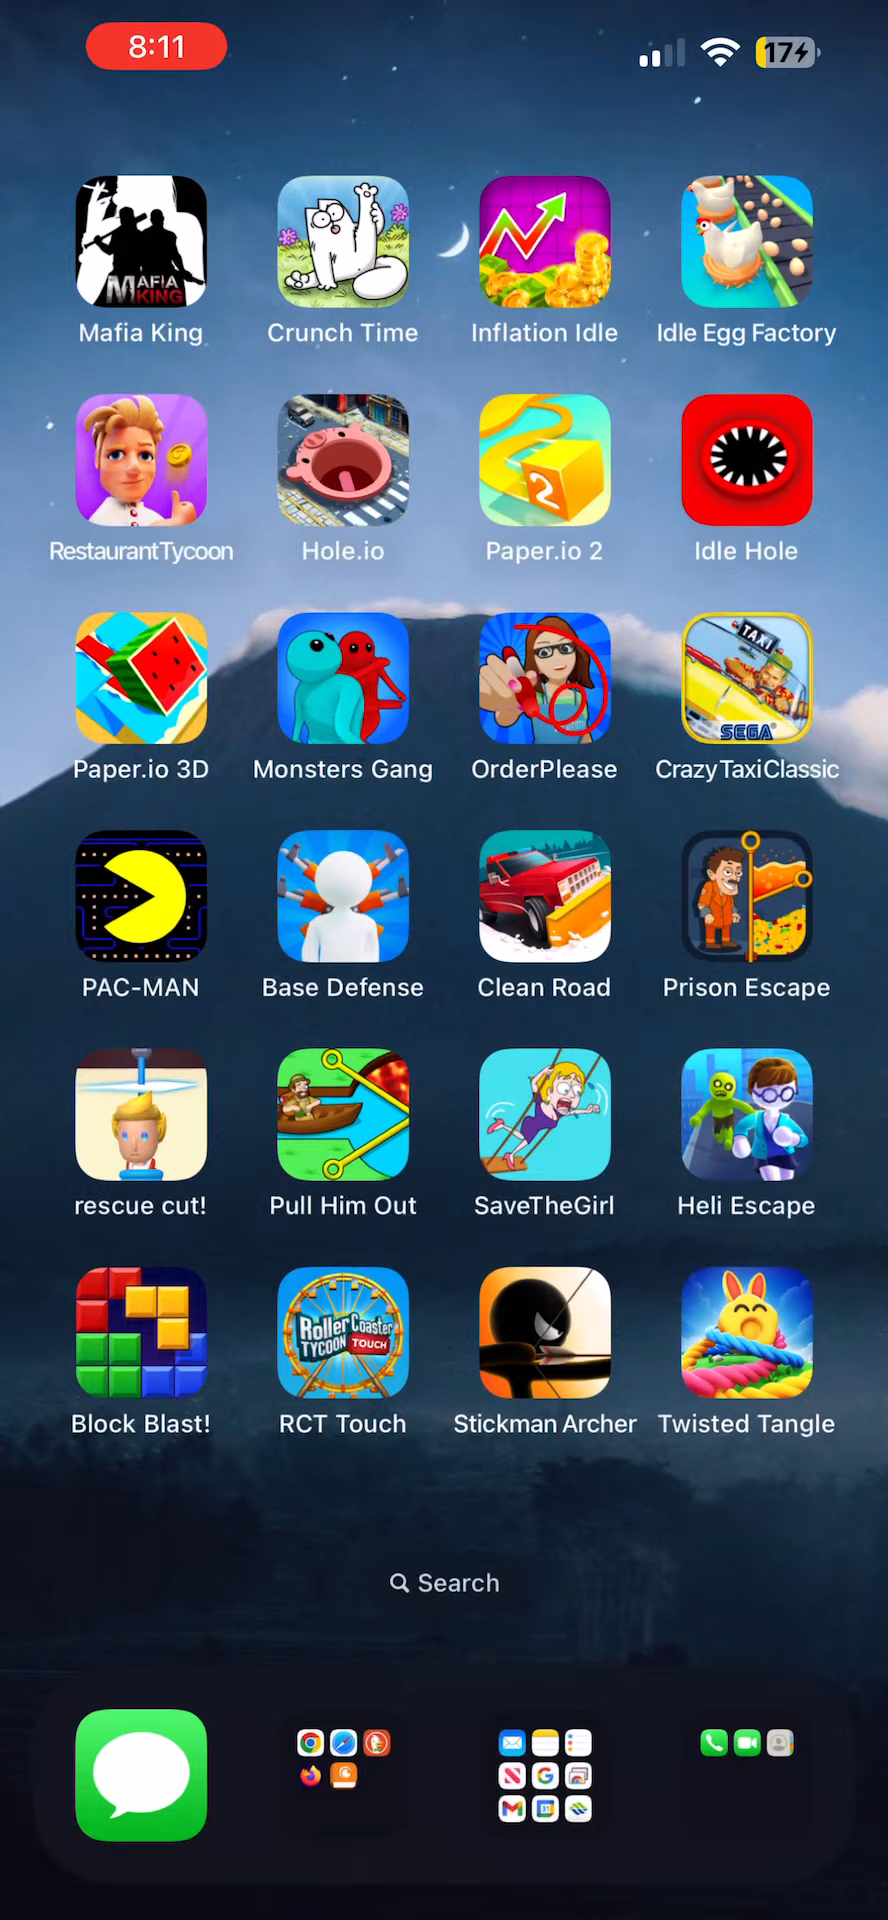 8:11
17
MAFIA
KING
Mafia King
Crunch Time
Inflation Idle
Idle Egg Factory
RestaurantTycoon
Hole.io
2
Paper.io 2
Idle Hole
TAXI
SEGA
Paper.io 3D
Monsters Gang
OrderPlease
CrazyTaxiClassic
PAC-MAN
Base Defense
Clean Road
Prison Escape
rescue cut!
Pull Him Out
SaveTheGirl
Heli Escape
Roller Coaster
TYCOON TOUCH
Block Blast!
RCT Touch
Stickman Archer
Twisted Tangle
Search
N
G
31